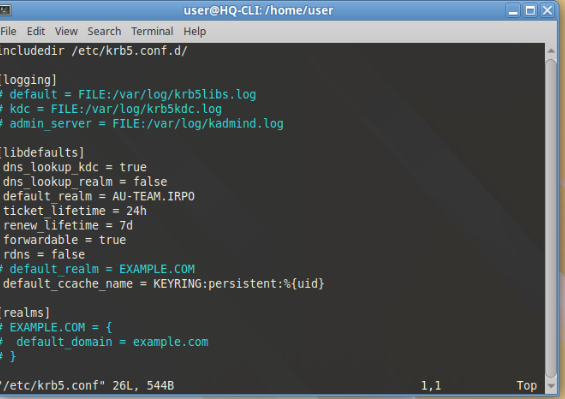 user@HQ-CLI: /home/user
File Edit View Search Terminal Help
includedir /etc/krb5.conf.d/
[logging]
# default = FILE:/var/log/krb5libs.log
# kdc = FILE:/var/log/krb5kdc.log
# admin_server = FILE:/var/log/kadmind.log
[libdefaults]
dns_lookup_kdc = true
dns_lookup_realm = false
default_realm = AU-TEAM.IRPO
ticket_lifetime = 24h
renew_lifetime = 7d
forwardable = true
rdns = false
# default_realm = EXAMPLE.COM
default_ccache_name = KEYRING:persistent:%{uid}
[realms]
# EXAMPLE.COM = {
#  default_domain = example.com
# }
"/etc/krb5.conf" 26L, 544B 1,1 Top